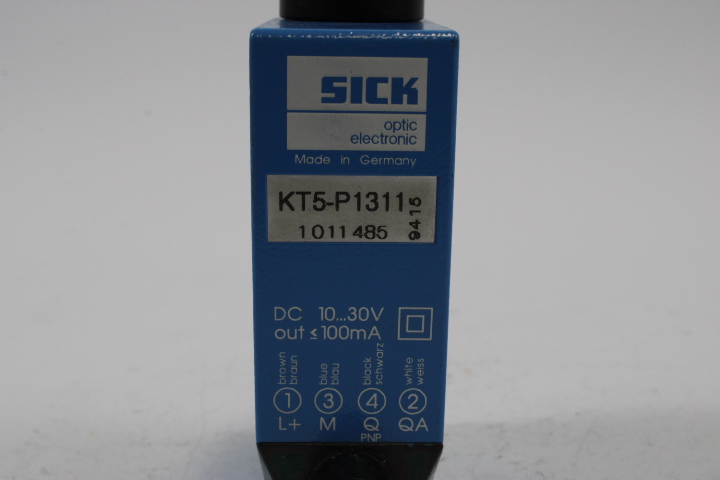 SICK
optic
electronic
Made in Germany
KT5-P1311
9415
1011485
DC 10...30V
out ≤100mA
brown
braun
blue
blau
black
schwarz
white
weiss
1 3 4 2
L+ M Q QA
PNP